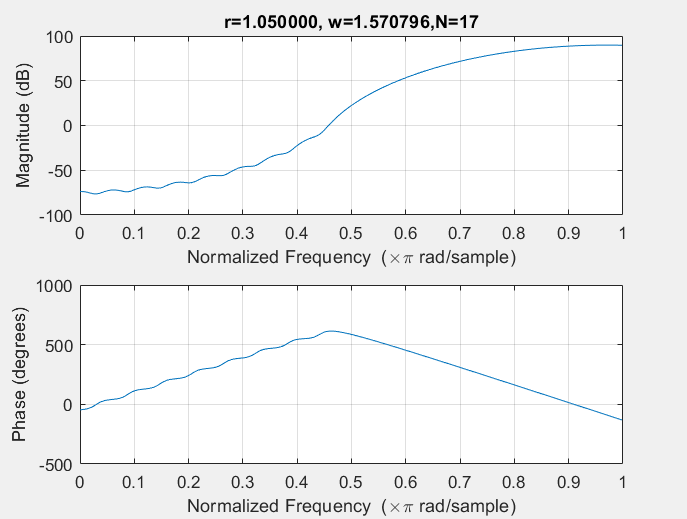 r=1.050000, w=1.570796,N=17
100
50
0
-50
-100
Magnitude (dB)
0 0.1 0.2 0.3 0.4 0.5 0.6 0.7 0.8 0.9 1
Normalized Frequency (×π rad/sample)
1000
500
0
-500
Phase (degrees)
0 0.1 0.2 0.3 0.4 0.5 0.6 0.7 0.8 0.9 1
Normalized Frequency (×π rad/sample)